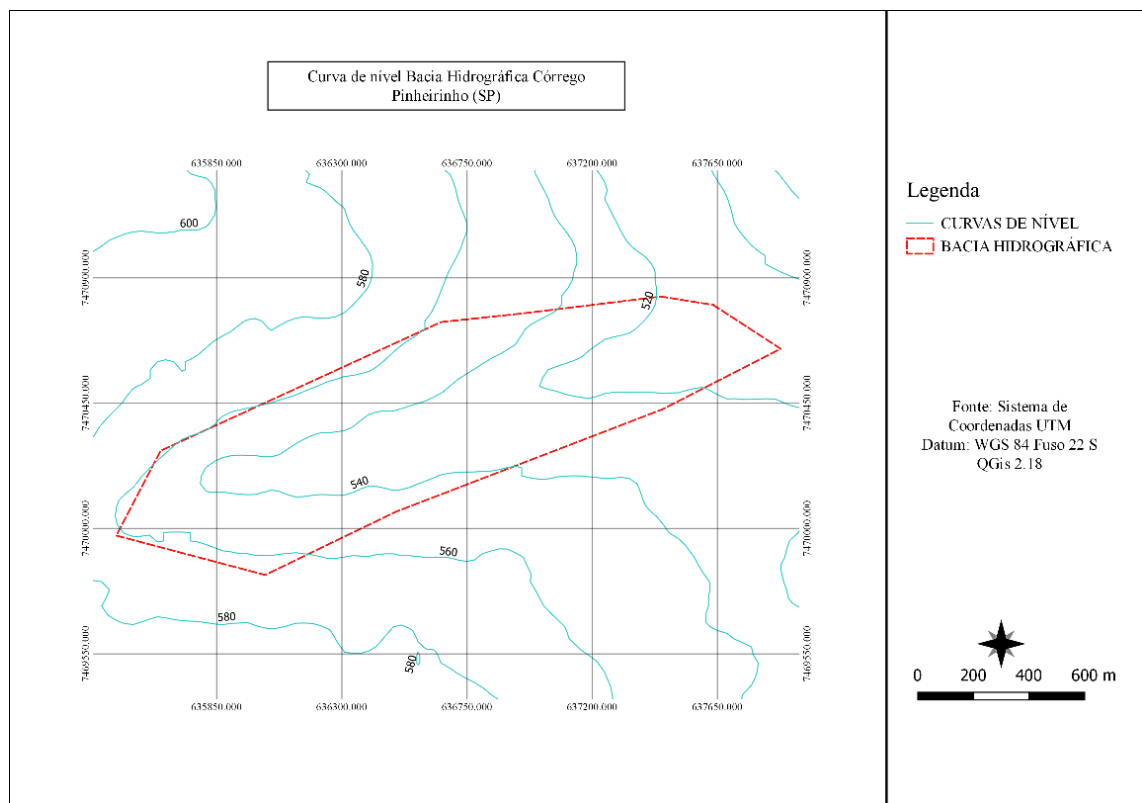 Curva de nível Bacia Hidrográfica Córrego
Pinheirinho (SP)
635850.000
636300.000
636750.000
637200.000
637650.000
600
580
520
7470900.000
7470900.000
7470450.000
7470450.000
540
7470000.000
7470000.000
560
580
580
7469550.000
7469550.000
635850.000
636300.000
636750.000
637200.000
637650.000
Legenda
CURVAS DE NÍVEL
BACIA HIDROGRÁFICA
Fonte: Sistema de
Coordenadas UTM
Datum: WGS 84 Fuso 22 S
QGis 2.18
0 200 400 600 m